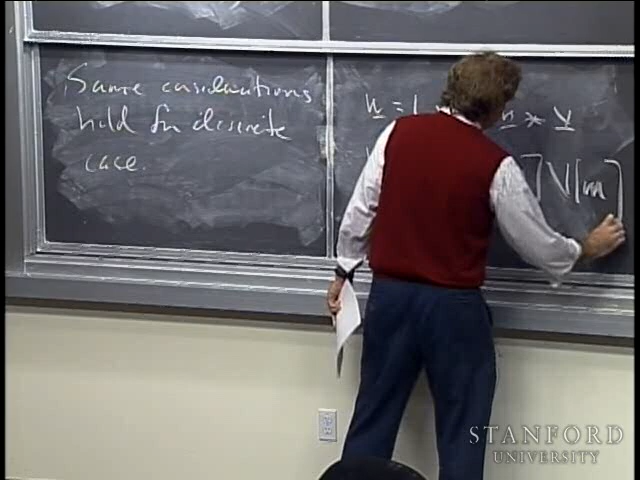 Same considerations
hold for discrete
case.
h * v
] V[m]
STANFORD
UNIVERSITY